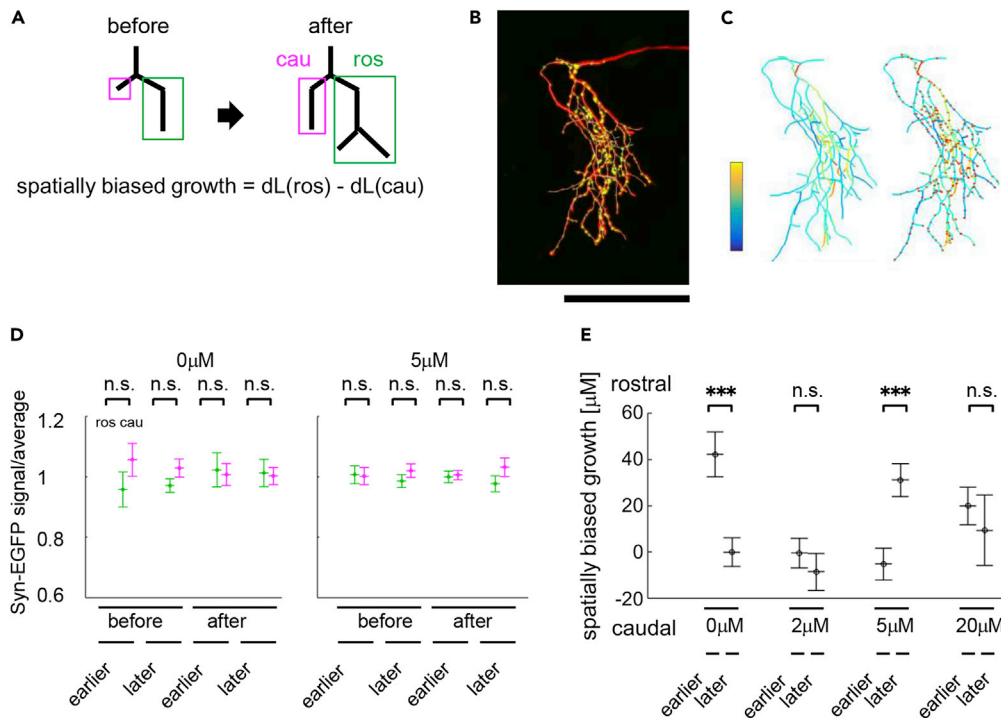 A
before
after
cau
ros
spatially biased growth = dL(ros) - dL(cau)
B
C
D
0μM
5μM
n.s.
n.s.
n.s.
n.s.
n.s.
n.s.
n.s.
n.s.
Syn-EGFP signal/average
1.2
1
0.8
0.6
ros cau
before
after
before
after
earlier
later
earlier
later
earlier
later
earlier
later
E
rostral
***
n.s.
***
n.s.
spatially biased growth [μM]
60
40
20
0
-20
caudal
0μM
2μM
5μM
20μM
earlier
later
earlier
later
earlier
later
earlier
later